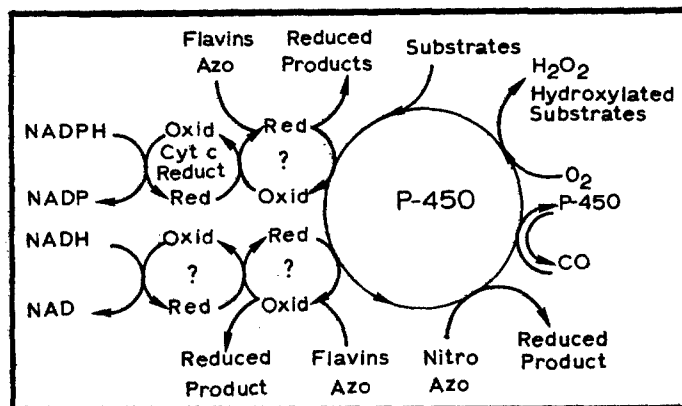 Flavins
Azo
Reduced
Products
Substrates
H2O2
Hydroxylated
Substrates
NADPH
Oxid
Cyt c
Reduct
Red
NADP
Red
?
Oxid
P-450
O2
P-450
CO
NADH
Oxid
?
Red
NAD
Red
?
Oxid
Reduced
Product
Flavins
Azo
Nitro
Azo
Reduced
Product